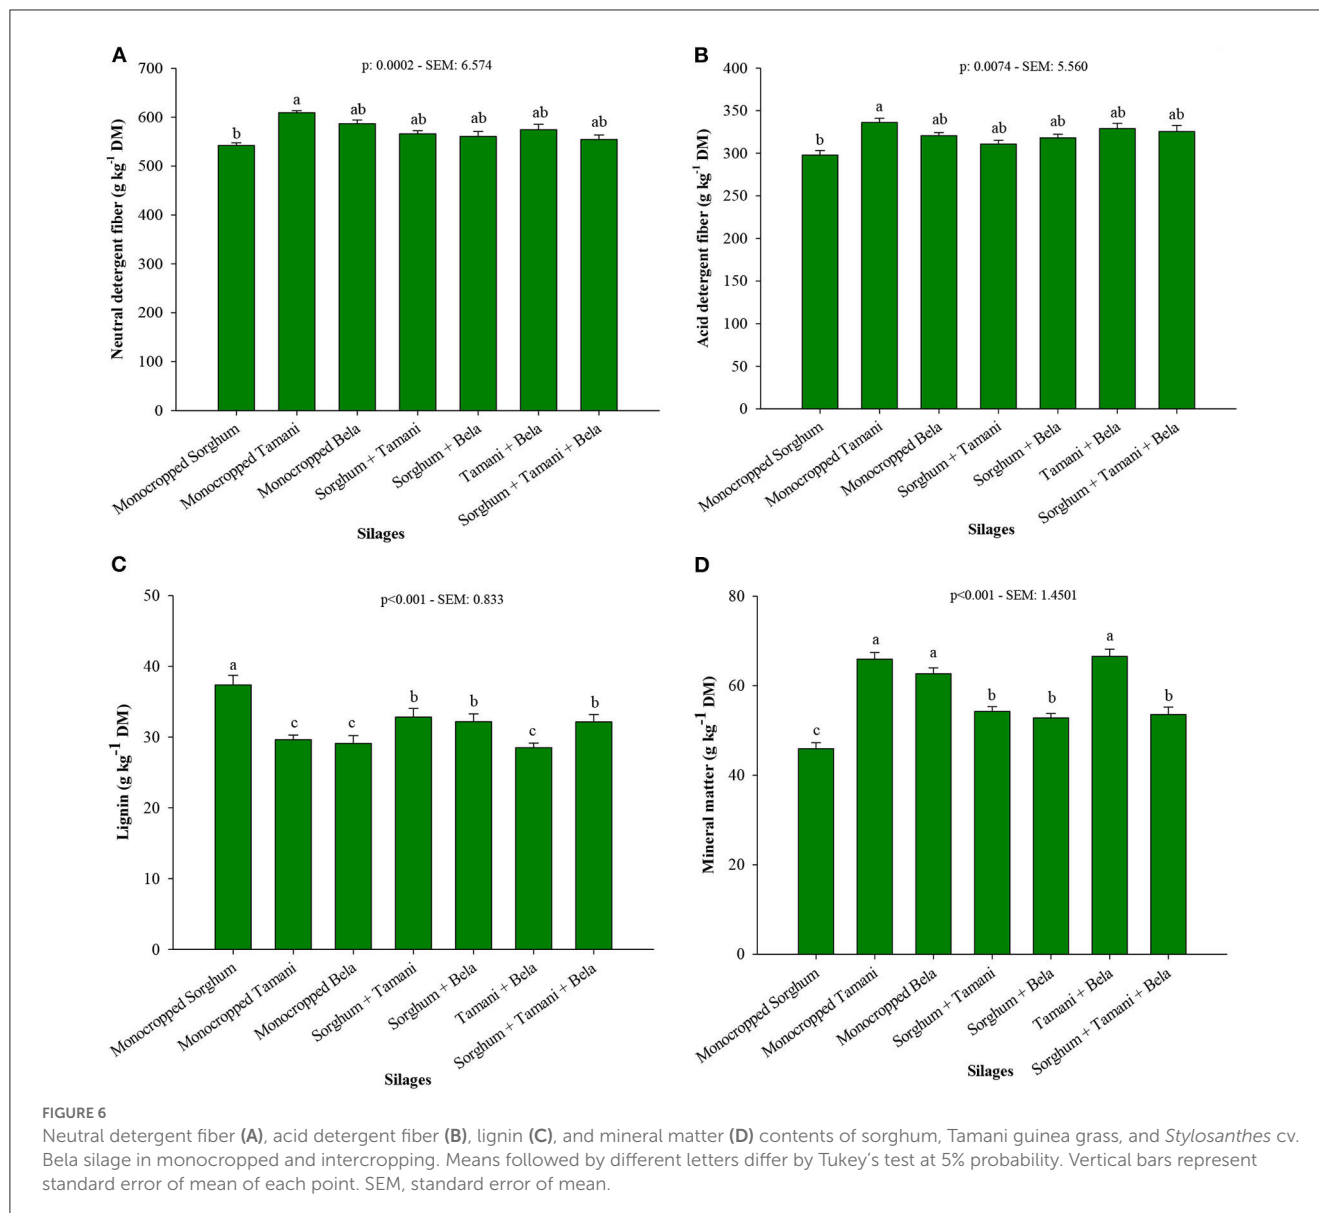 A
p: 0.0002 - SEM: 6.574
Neutral detergent fiber (g kg⁻¹ DM)
700
600
500
400
300
200
100
0
b
a
ab
ab
ab
ab
ab
Monocropped Sorghum
Monocropped Tamani
Monocropped Bela
Sorghum + Tamani
Sorghum + Bela
Tamani + Bela
Sorghum + Tamani + Bela
Silages
B
p: 0.0074 - SEM: 5.560
Acid detergent fiber (g kg⁻¹ DM)
400
350
300
250
200
150
100
50
0
b
a
ab
ab
ab
ab
ab
Monocropped Sorghum
Monocropped Tamani
Monocropped Bela
Sorghum + Tamani
Sorghum + Bela
Tamani + Bela
Sorghum + Tamani + Bela
Silages
C
p<0.001 - SEM: 0.833
Lignin (g kg⁻¹ DM)
50
40
30
20
10
0
a
c
c
b
b
c
b
Monocropped Sorghum
Monocropped Tamani
Monocropped Bela
Sorghum + Tamani
Sorghum + Bela
Tamani + Bela
Sorghum + Tamani + Bela
Silages
D
p<0.001 - SEM: 1.4501
Mineral matter (g kg⁻¹ DM)
80
60
40
20
0
c
a
a
b
b
a
b
Monocropped Sorghum
Monocropped Tamani
Monocropped Bela
Sorghum + Tamani
Sorghum + Bela
Tamani + Bela
Sorghum + Tamani + Bela
Silages
FIGURE 6
Neutral detergent fiber (A), acid detergent fiber (B), lignin (C), and mineral matter (D) contents of sorghum, Tamani guinea grass, and Stylosanthes cv.
Bela silage in monocropped and intercropping. Means followed by different letters differ by Tukey's test at 5% probability. Vertical bars represent
standard error of mean of each point. SEM, standard error of mean.